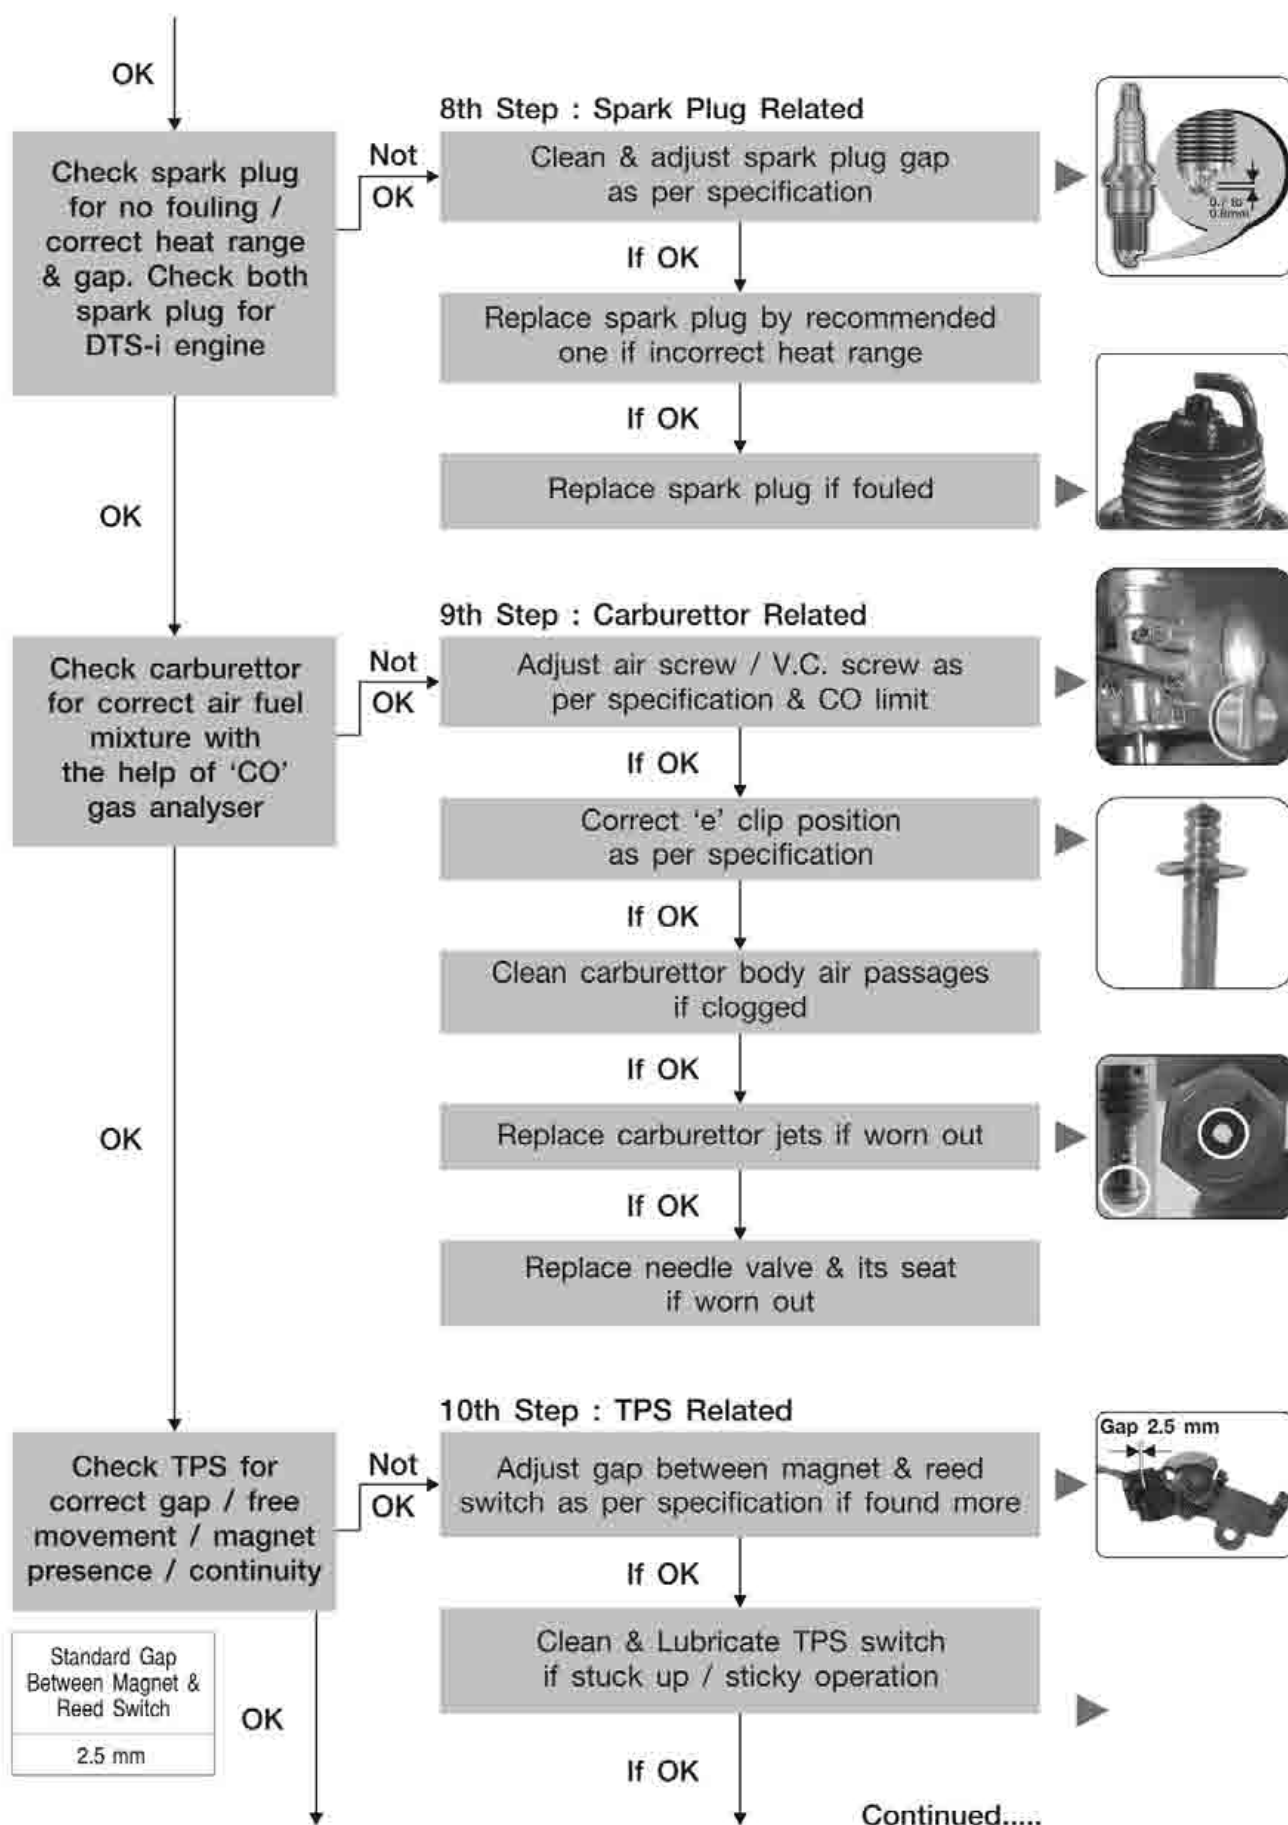 OK
8th Step : Spark Plug Related
Check spark plug
for no fouling /
correct heat range
& gap. Check both
spark plug for
DTS-i engine
Not
OK
Clean & adjust spark plug gap
as per specification
0.7 to
0.8mm
If OK
Replace spark plug by recommended
one if incorrect heat range
If OK
Replace spark plug if fouled
OK
9th Step : Carburettor Related
Check carburettor
for correct air fuel
mixture with
the help of ‘CO’
gas analyser
Not
OK
Adjust air screw / V.C. screw as
per specification & CO limit
If OK
Correct ‘e’ clip position
as per specification
If OK
Clean carburettor body air passages
if clogged
If OK
Replace carburettor jets if worn out
If OK
Replace needle valve & its seat
if worn out
OK
10th Step : TPS Related
Check TPS for
correct gap / free
movement / magnet
presence / continuity
Not
OK
Adjust gap between magnet & reed
switch as per specification if found more
Gap 2.5 mm
If OK
Clean & Lubricate TPS switch
if stuck up / sticky operation
If OK
Standard Gap
Between Magnet &
Reed Switch
2.5 mm
OK
Continued.....